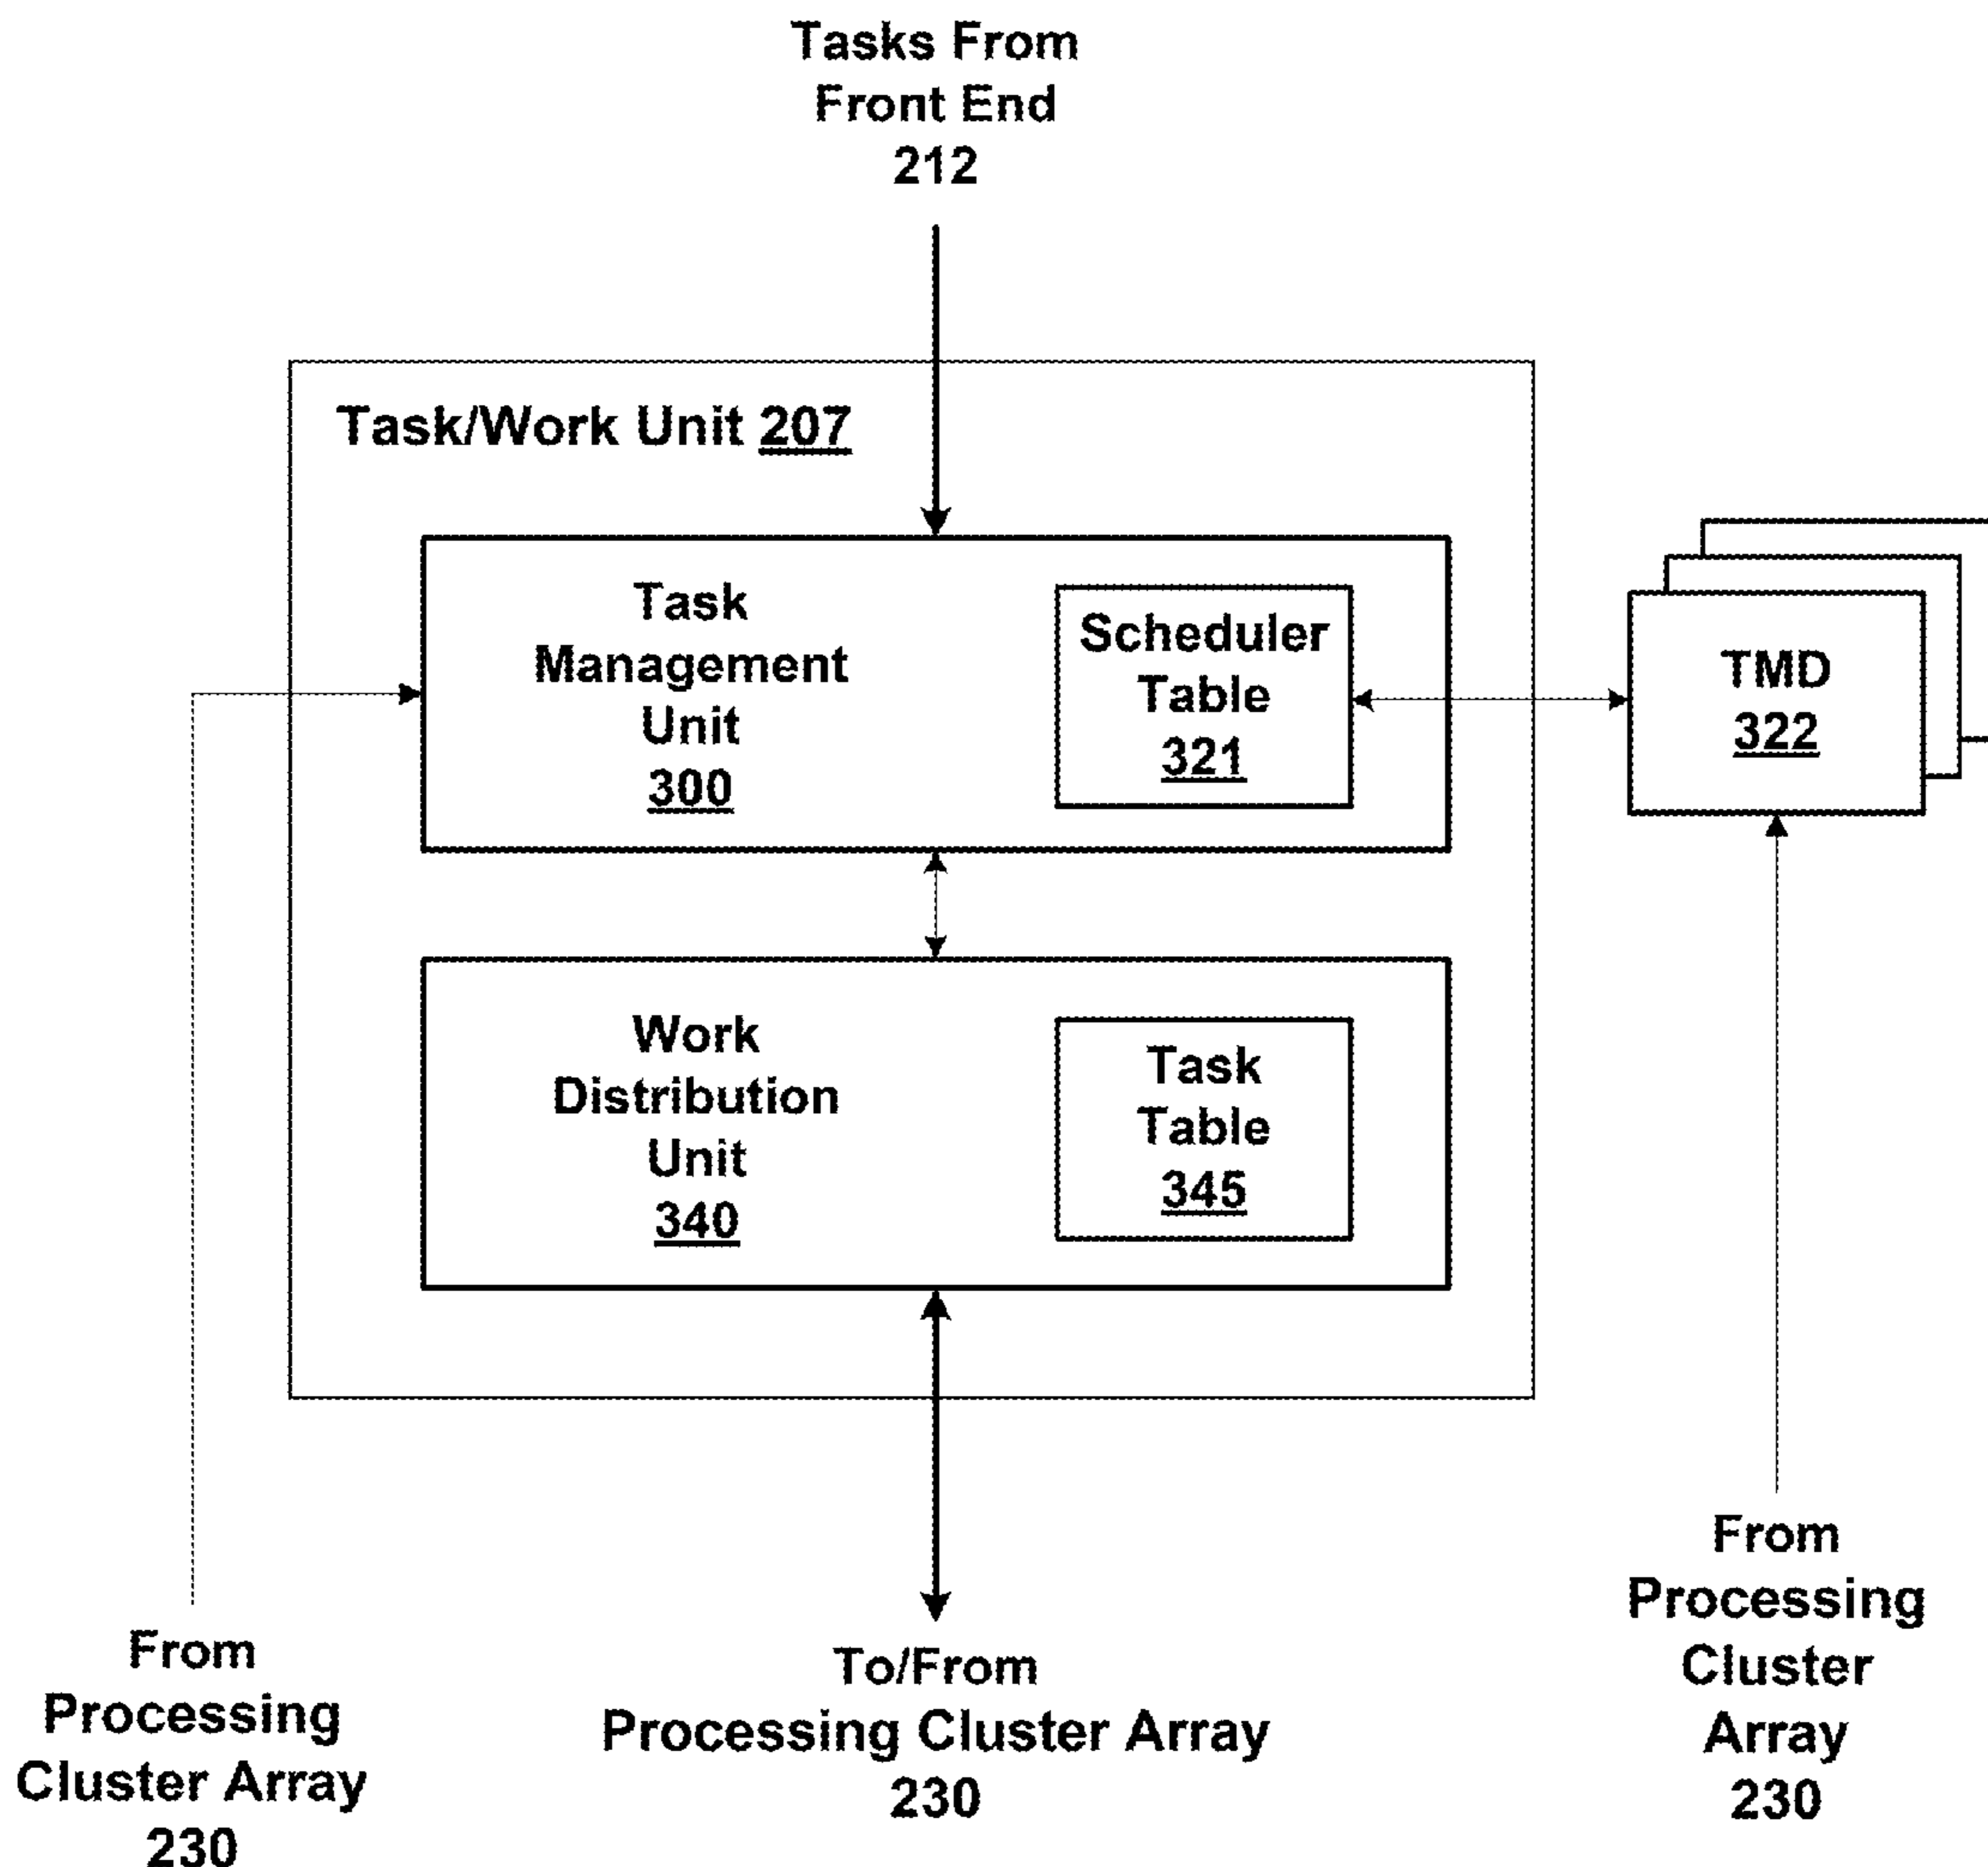 Tasks From
Front End
212
Task/Work Unit 207
Task
Management
Unit
300
Scheduler
Table
321
TMD
322
Work
Distribution
Unit
340
Task
Table
345
From
Processing
Cluster Array
230
To/From
Processing Cluster Array
230
From
Processing
Cluster
Array
230